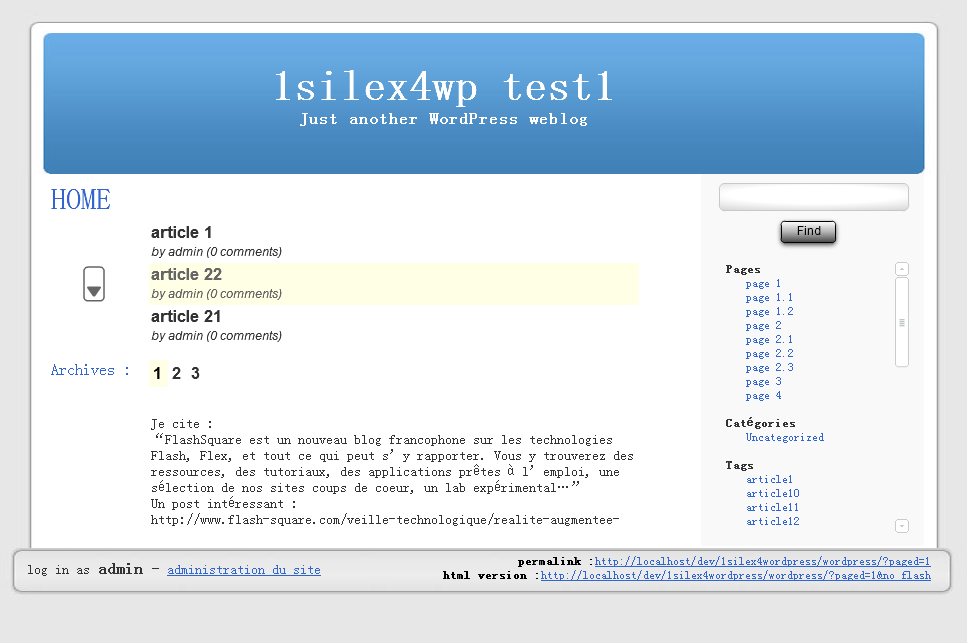 1silex4wp test1
Just another WordPress weblog
HOME
article 1
by admin (0 comments)
article 22
by admin (0 comments)
article 21
by admin (0 comments)
Archives :
1 2 3
Je cite :
“FlashSquare est un nouveau blog francophone sur les technologies
Flash, Flex, et tout ce qui peut s’y rapporter. Vous y trouverez des
ressources, des tutoriaux, des applications prêtes à l’emploi, une
sélection de nos sites coups de coeur, un lab expérimental…”
Un post intéressant :
http://www.flash-square.com/veille-technologique/realite-augmentee-
Find
Pages
page 1
page 1.1
page 1.2
page 2
page 2.1
page 2.2
page 2.3
page 3
page 4
Catégories
Uncategorized
Tags
article1
article10
article11
article12
log in as admin - administration du site
permalink :http://localhost/dev/1silex4wordpress/wordpress/?paged=1
html version :http://localhost/dev/1silex4wordpress/wordpress/?paged=1&no_flash